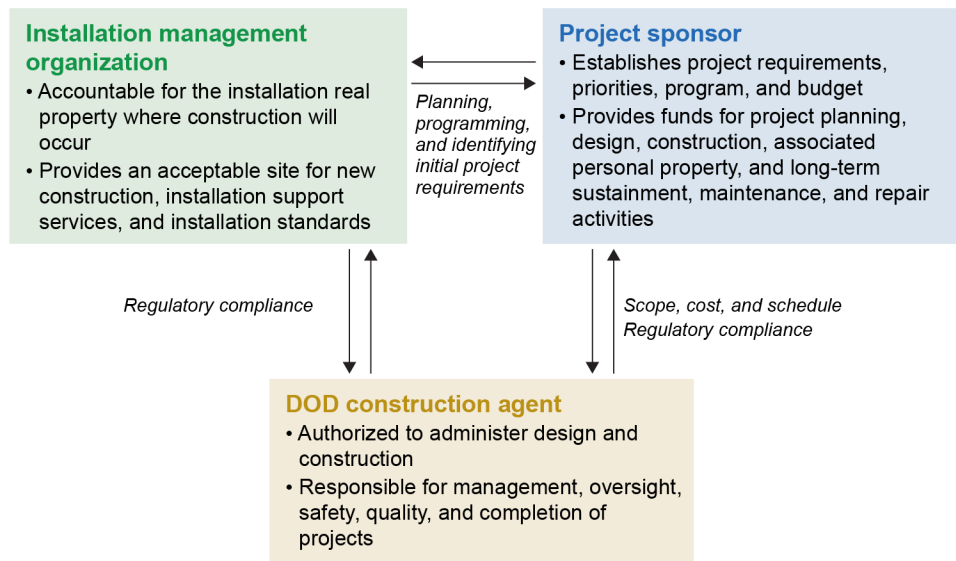 Installation management
organization
• Accountable for the installation real
property where construction will
occur
• Provides an acceptable site for new
construction, installation support
services, and installation standards
Planning,
programming,
and identifying
initial project
requirements
Project sponsor
• Establishes project requirements,
priorities, program, and budget
• Provides funds for project planning,
design, construction, associated
personal property, and long-term
sustainment, maintenance, and repair
activities
Regulatory compliance
Scope, cost, and schedule
Regulatory compliance
DOD construction agent
• Authorized to administer design and
construction
• Responsible for management, oversight,
safety, quality, and completion of
projects